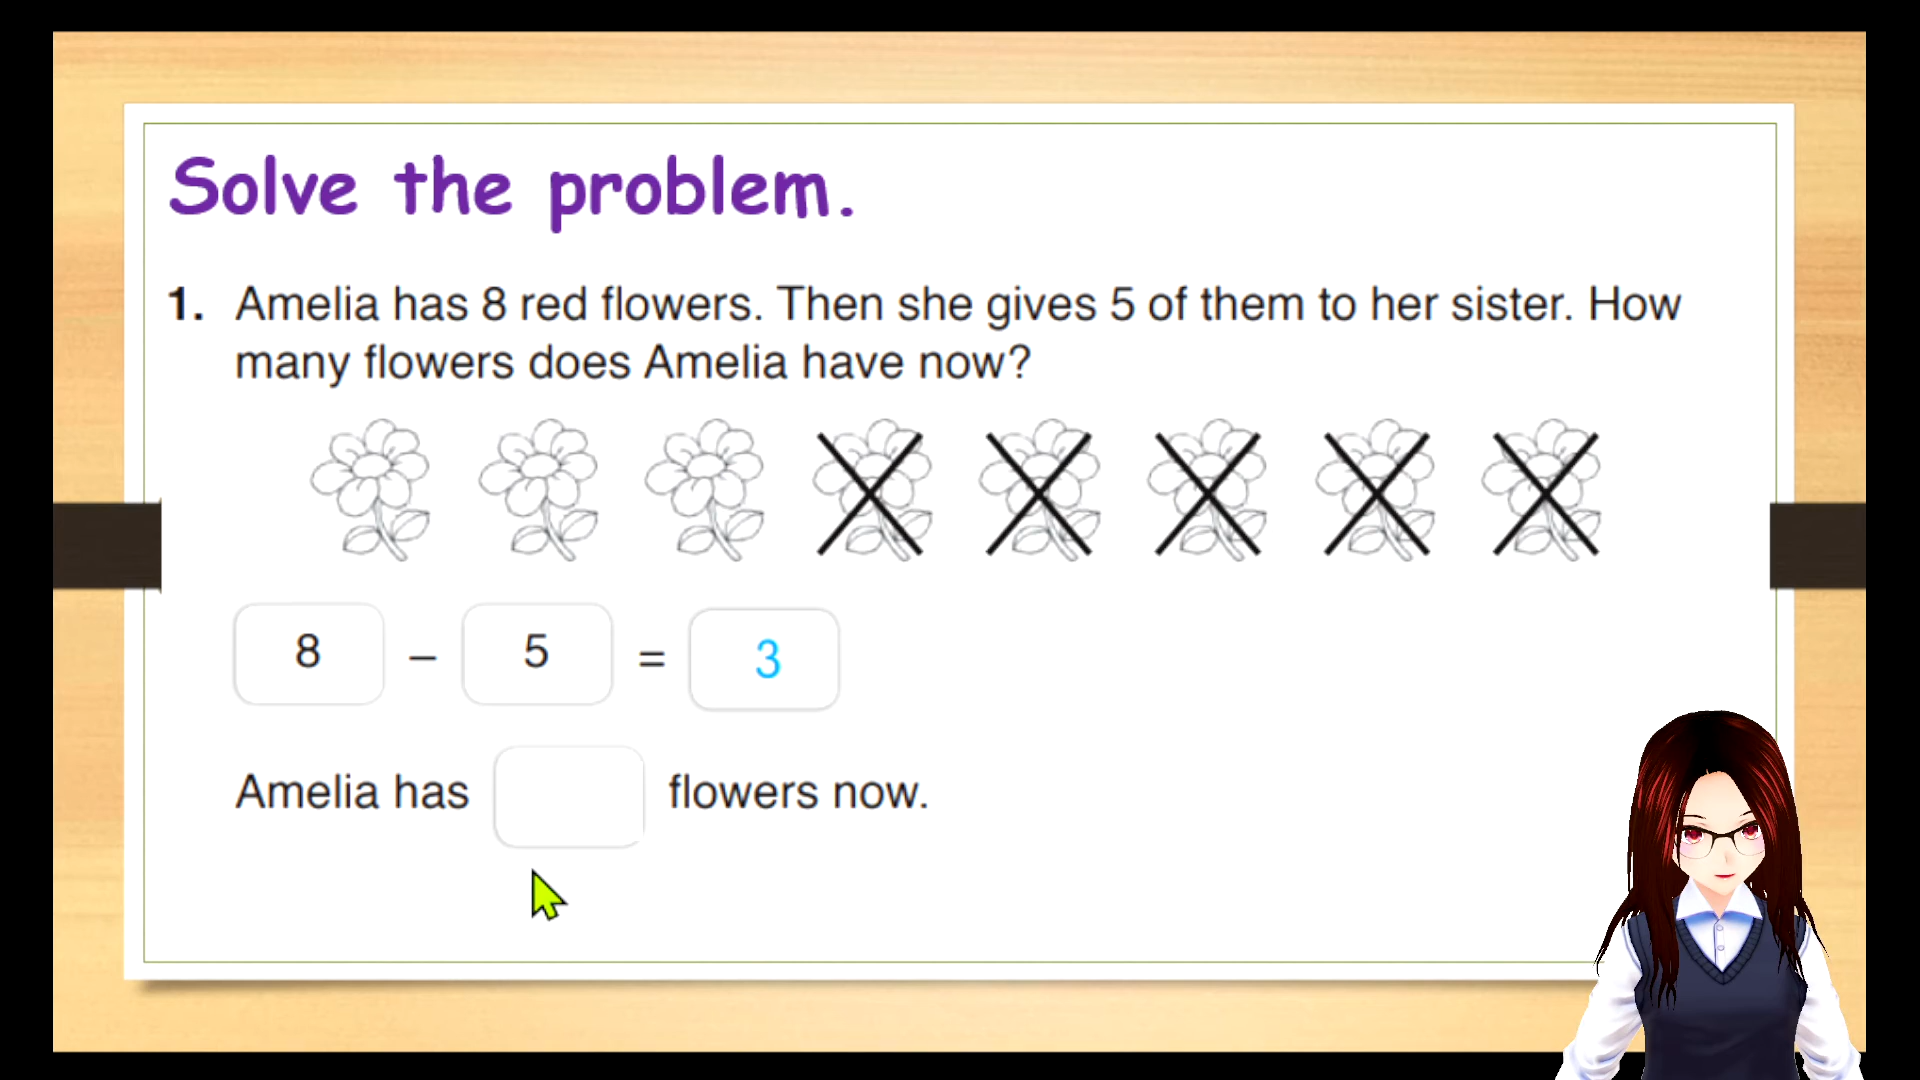 Solve the problem.
1. Amelia has 8 red flowers. Then she gives 5 of them to her sister. How
many flowers does Amelia have now?
8 – 5 = 3
Amelia has flowers now.